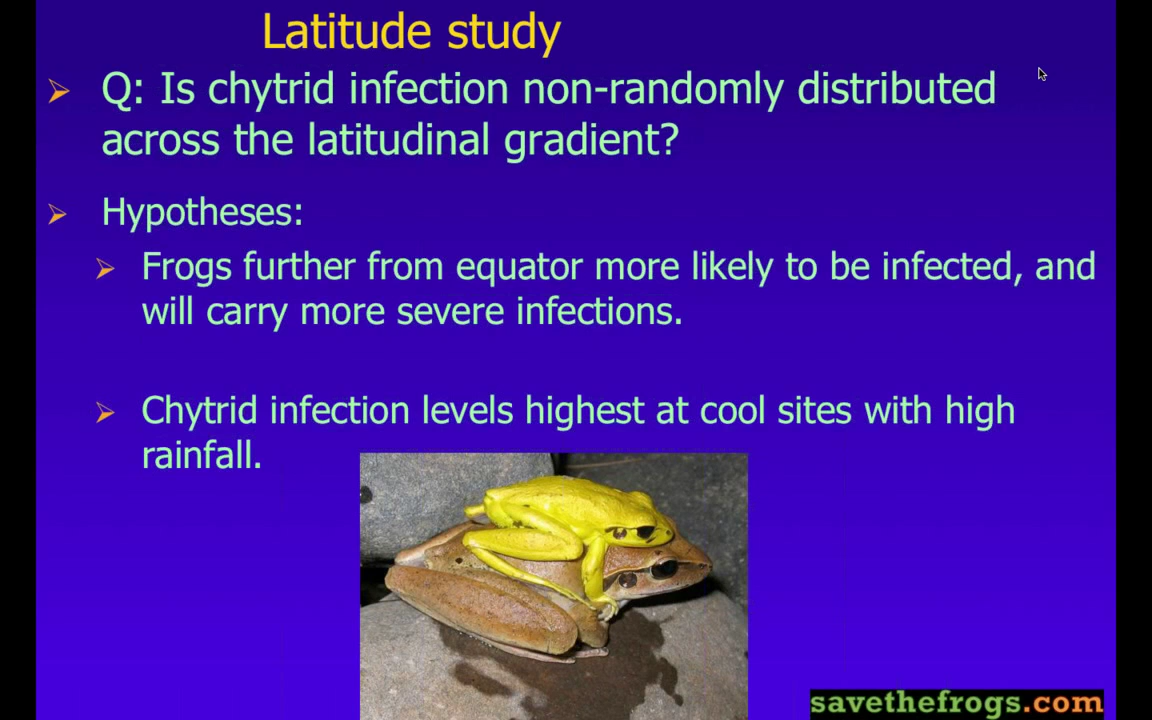 Latitude study
Q: Is chytrid infection non-randomly distributed
across the latitudinal gradient?
Hypotheses:
Frogs further from equator more likely to be infected, and
will carry more severe infections.
Chytrid infection levels highest at cool sites with high
rainfall.
savethefrogs.com